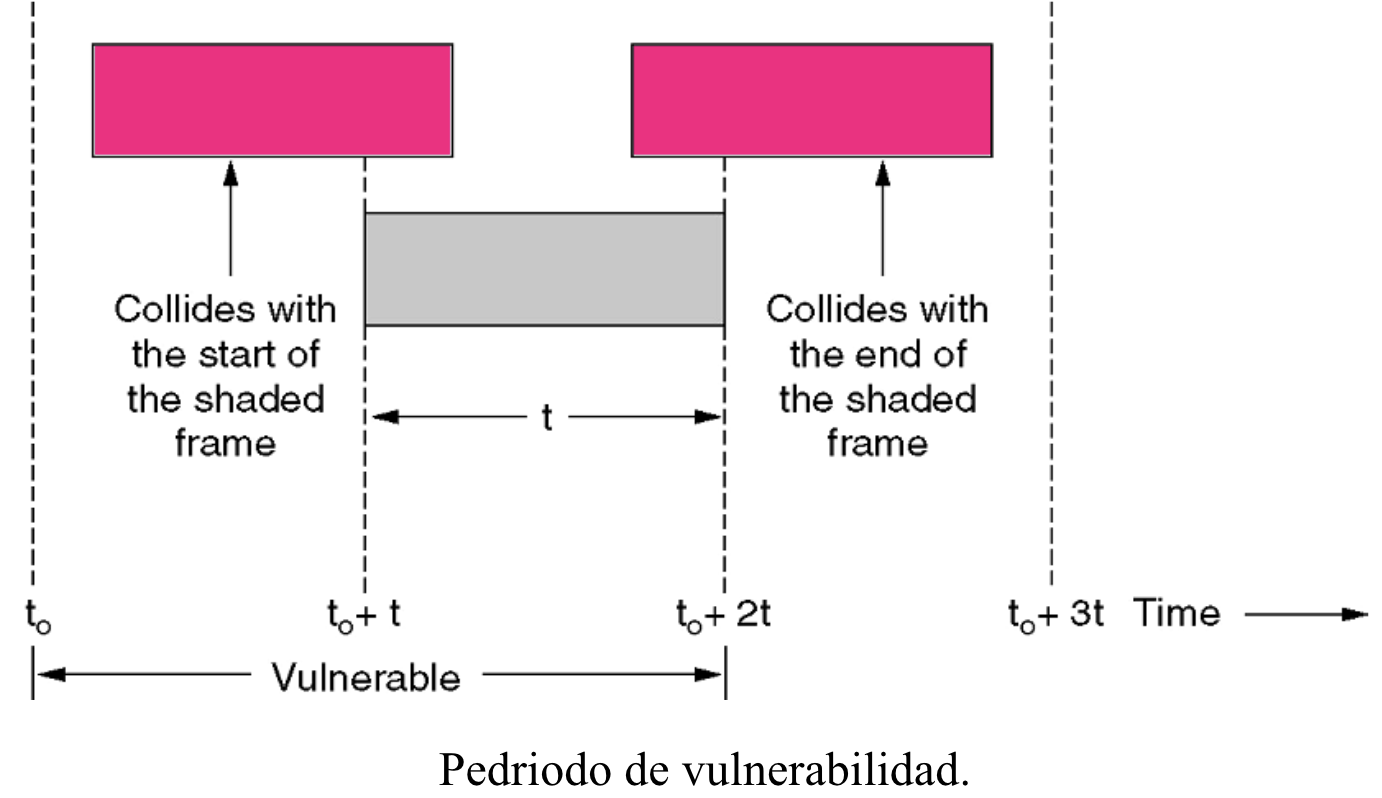 Collides with
the start of
the shaded
frame
Collides with
the end of
the shaded
frame
t
to
to+ t
to+ 2t
to+ 3t
Time
Vulnerable
Pedriodo de vulnerabilidad.